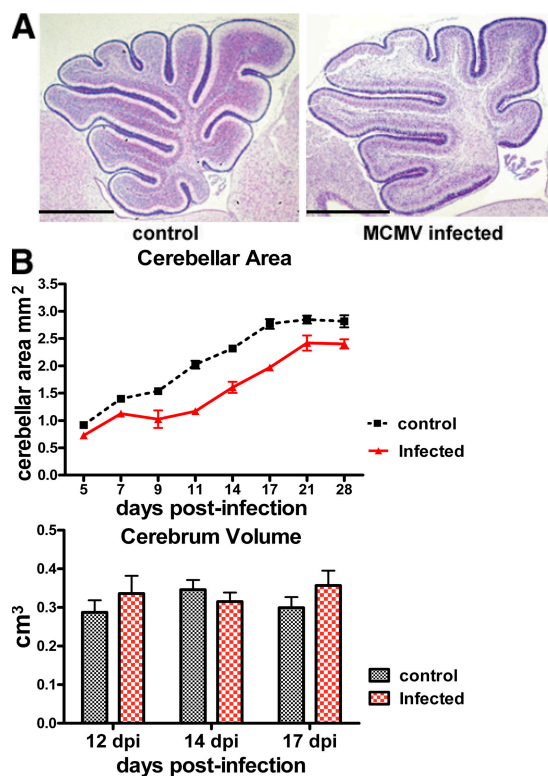 A
control
MCMV infected
B
Cerebellar Area
cerebellar area mm2
3.5
3.0
2.5
2.0
1.5
1.0
0.5
0.0
5 7 9 11 14 17 21 28
days post-infection
control
Infected
Cerebrum Volume
cm3
0.5
0.4
0.3
0.2
0.1
0.0
12 dpi 14 dpi 17 dpi
days post-infection
control
Infected